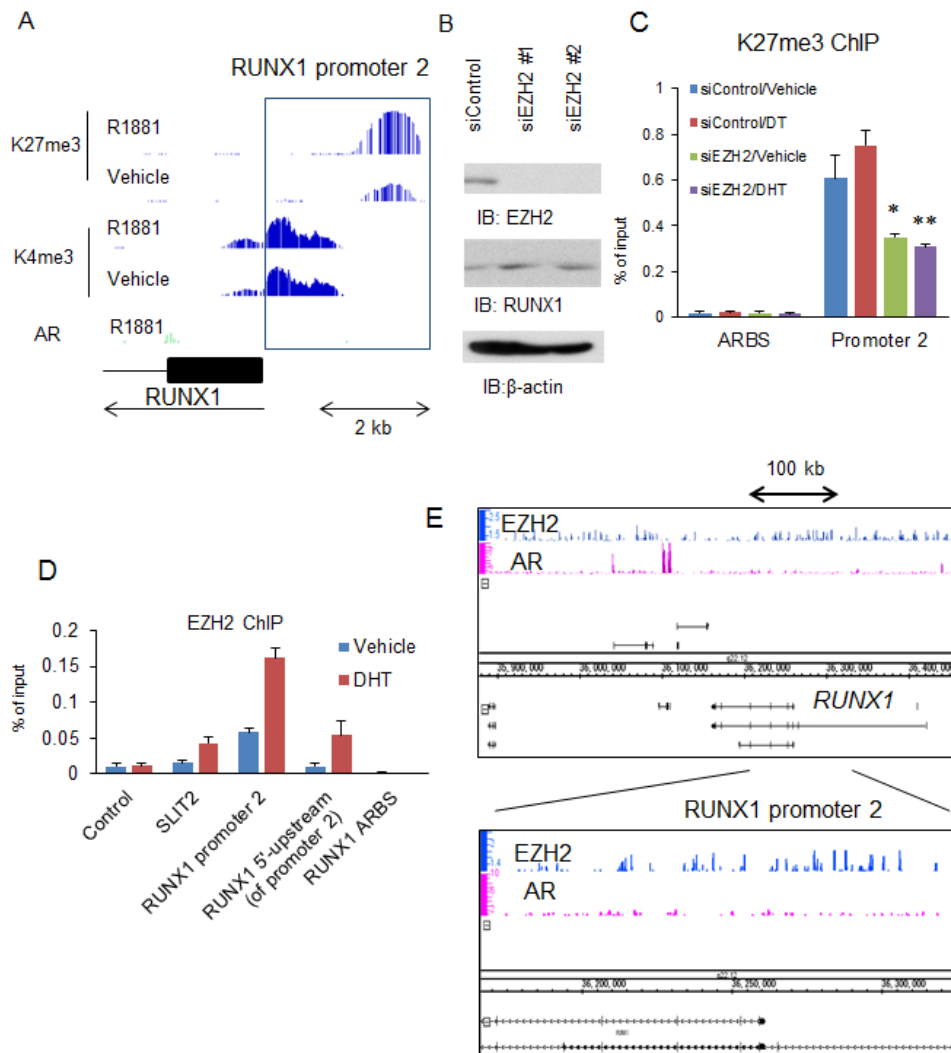 A
RUNX1 promoter 2
K27me3
R1881
Vehicle
K4me3
R1881
Vehicle
AR
R1881
RUNX1
2 kb
B
siControl
siEZH2 #1
siEZH2 #2
IB: EZH2
IB: RUNX1
IB:β-actin
C
K27me3 ChIP
siControl/Vehicle
siControl/DT
siEZH2/Vehicle
siEZH2/DHT
1
0.8
0.6
0.4
0.2
0
% of input
*
**
ARBS
Promoter 2
D
EZH2 ChIP
Vehicle
DHT
0.2
0.15
0.1
0.05
0
% of input
Control
SLIT2
RUNX1 promoter 2
RUNX1 5'-upstream
(of promoter 2)
RUNX1 ARBS
E
100 kb
EZH2
AR
q22.12
35,900,000
36,000,000
36,100,000
36,200,000
36,300,000
36,400,000
RUNX1
RUNX1 promoter 2
EZH2
AR
q22.12
36,200,000
36,250,000
36,300,000